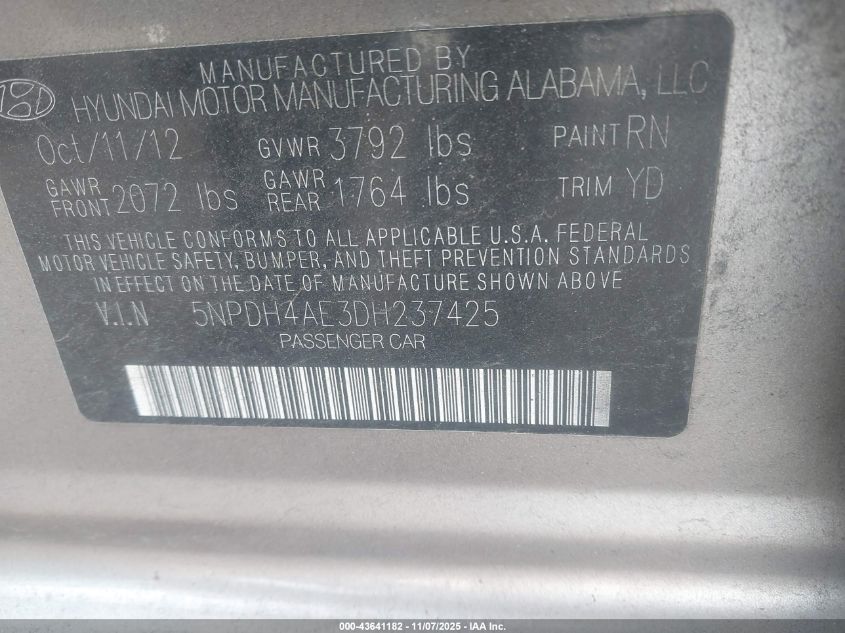 MANUFACTURED BY
HYUNDAI MOTOR MANUFACTURING ALABAMA, LLC
Oct/11/12 GVWR 3792 lbs PAINT RN
GAWR FRONT 2072 lbs GAWR REAR 1764 lbs TRIM YD
THIS VEHICLE CONFORMS TO ALL APPLICABLE U.S.A. FEDERAL
MOTOR VEHICLE SAFETY, BUMPER, AND THEFT PREVENTION STANDARDS
IN EFFECT ON THE DATE OF MANUFACTURE SHOWN ABOVE
V.I.N 5NPDH4AE3DH237425
PASSENGER CAR
000-43641182 - 11/07/2025 - IAA Inc.